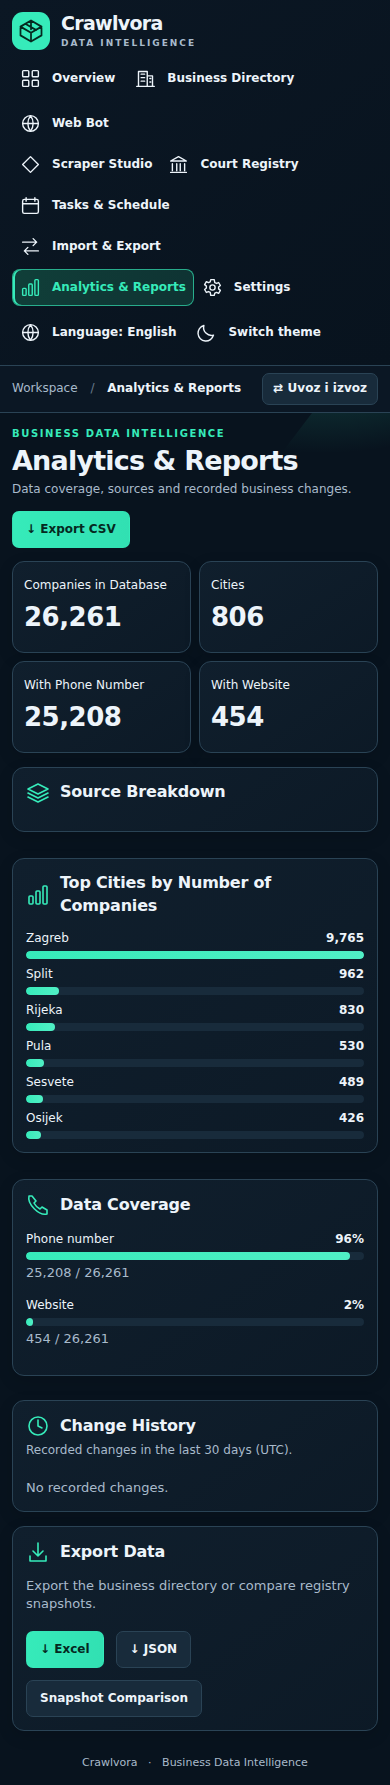 Crawlvora
DATA INTELLIGENCE
Overview Business Directory
Web Bot
Scraper Studio Court Registry
Tasks & Schedule
Import & Export
Analytics & Reports Settings
Language: English Switch theme
Workspace / Analytics & Reports ⇄ Uvoz i izvoz
BUSINESS DATA INTELLIGENCE
Analytics & Reports
Data coverage, sources and recorded business changes.
↓ Export CSV
Companies in Database
26,261
Cities
806
With Phone Number
25,208
With Website
454
Source Breakdown
Top Cities by Number of
Companies
Zagreb 9,765
Split 962
Rijeka 830
Pula 530
Sesvete 489
Osijek 426
Data Coverage
Phone number 96%
25,208 / 26,261
Website 2%
454 / 26,261
Change History
Recorded changes in the last 30 days (UTC).
No recorded changes.
Export Data
Export the business directory or compare registry
snapshots.
↓ Excel ↓ JSON
Snapshot Comparison
Crawlvora · Business Data Intelligence